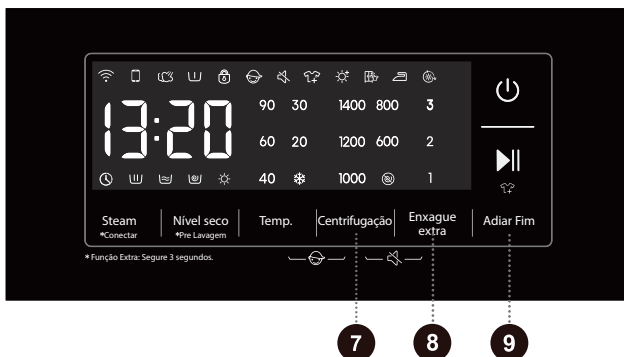 90 30 1400 800 3
13:20
60 20 1200 600 2
40 1000 1
Steam
*Conectar
Nível seco
*Pre Lavagem
Temp.
Centrifugação
Enxague
extra
Adiar Fim
* Função Extra: Segure 3 segundos.
7 8 9